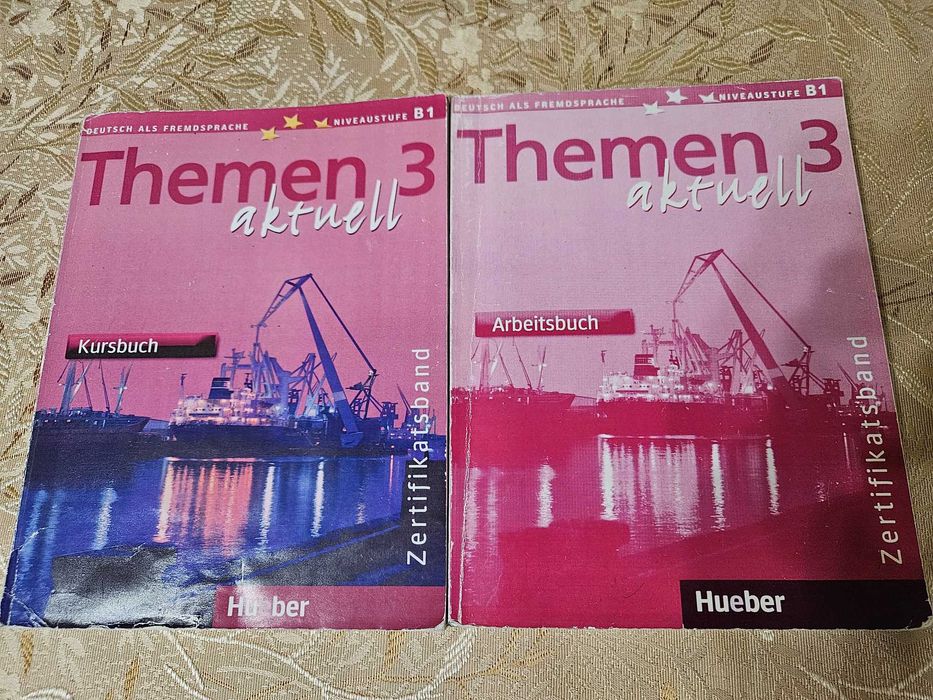 DEUTSCH ALS FREMDSPRACHE
NIVEAUSTUFE B1
Themen 3
aktuell
Kursbuch
Zertifikatsband
Hueber
DEUTSCH ALS FREMDSPRACHE
NIVEAUSTUFE B1
Themen 3
aktuell
Arbeitsbuch
Zertifikatsband
Hueber